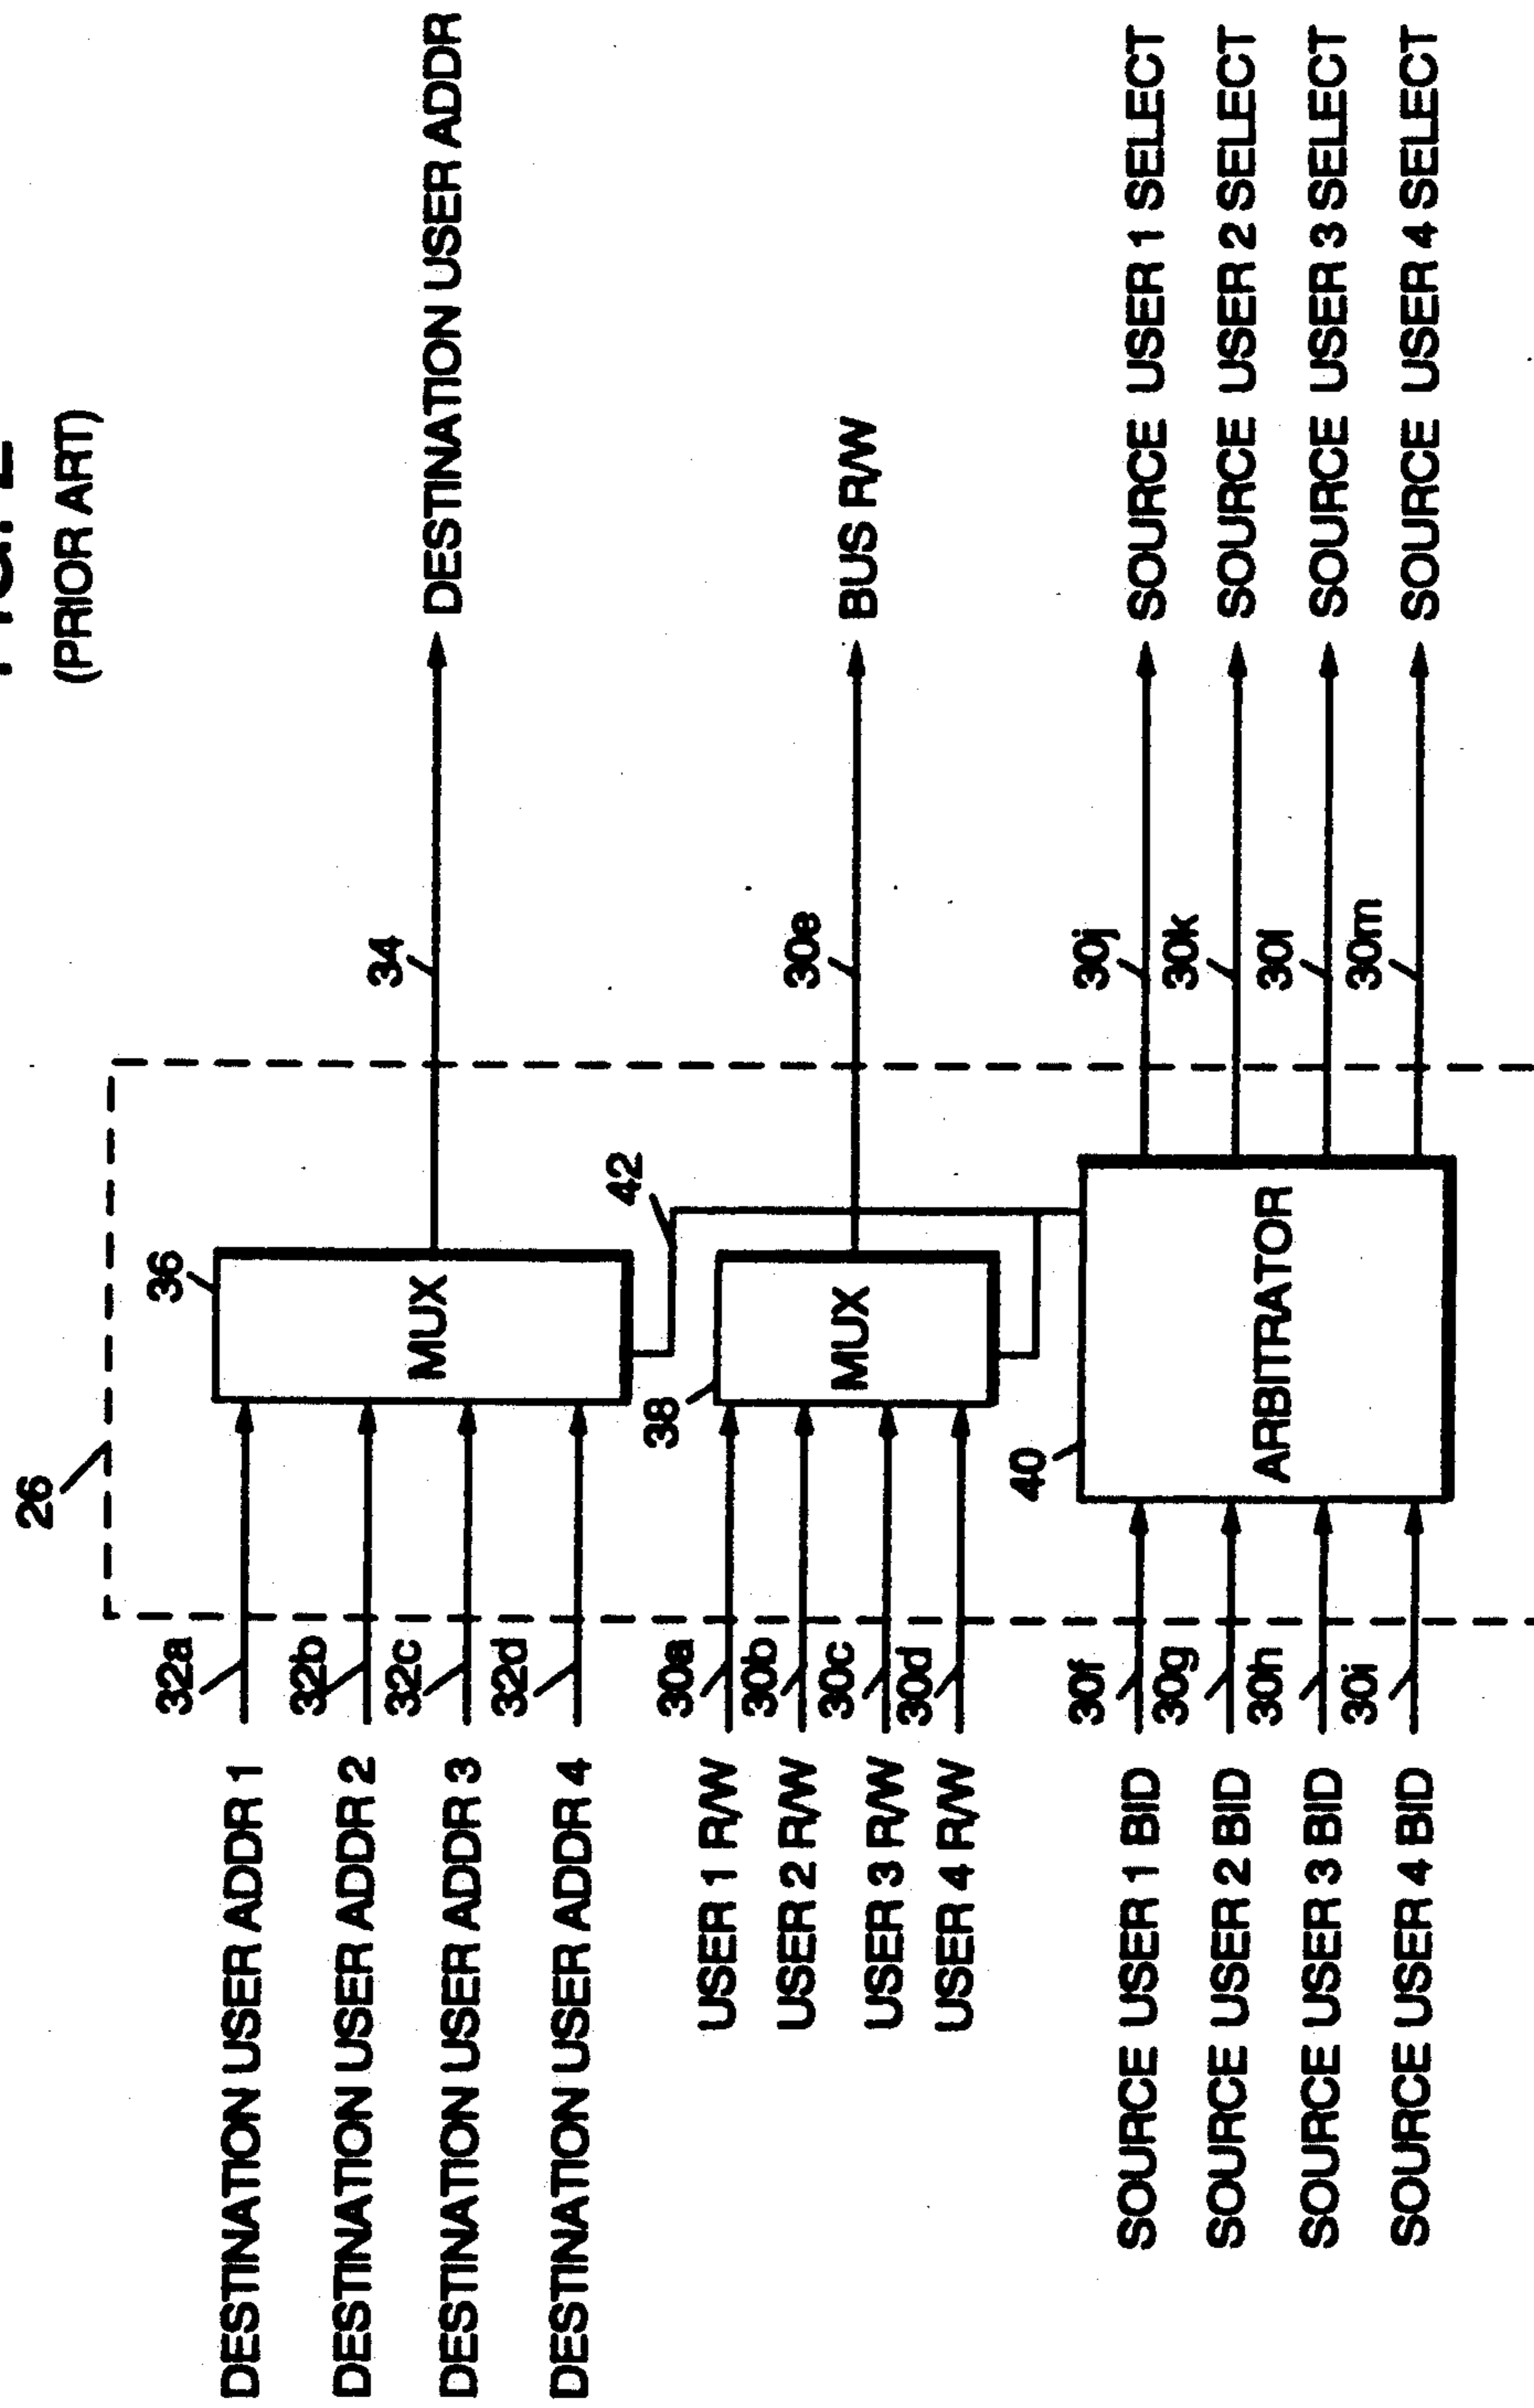 (PRIOR ART)
26
32a
DESTINATION USER ADDR 1
32b
DESTINATION USER ADDR 2
32c
DESTINATION USER ADDR 3
32d
DESTINATION USER ADDR 4
36
MUX
34
DESTINATION USER ADDR
42
30a
USER 1 R/W
30b
USER 2 R/W
30c
USER 3 R/W
30d
USER 4 R/W
38
MUX
30e
BUS R/W
30f
SOURCE USER 1 BID
30g
SOURCE USER 2 BID
30h
SOURCE USER 3 BID
30i
SOURCE USER 4 BID
40
ARBITRATOR
30j
SOURCE USER 1 SELECT
30k
SOURCE USER 2 SELECT
30l
SOURCE USER 3 SELECT
30m
SOURCE USER 4 SELECT